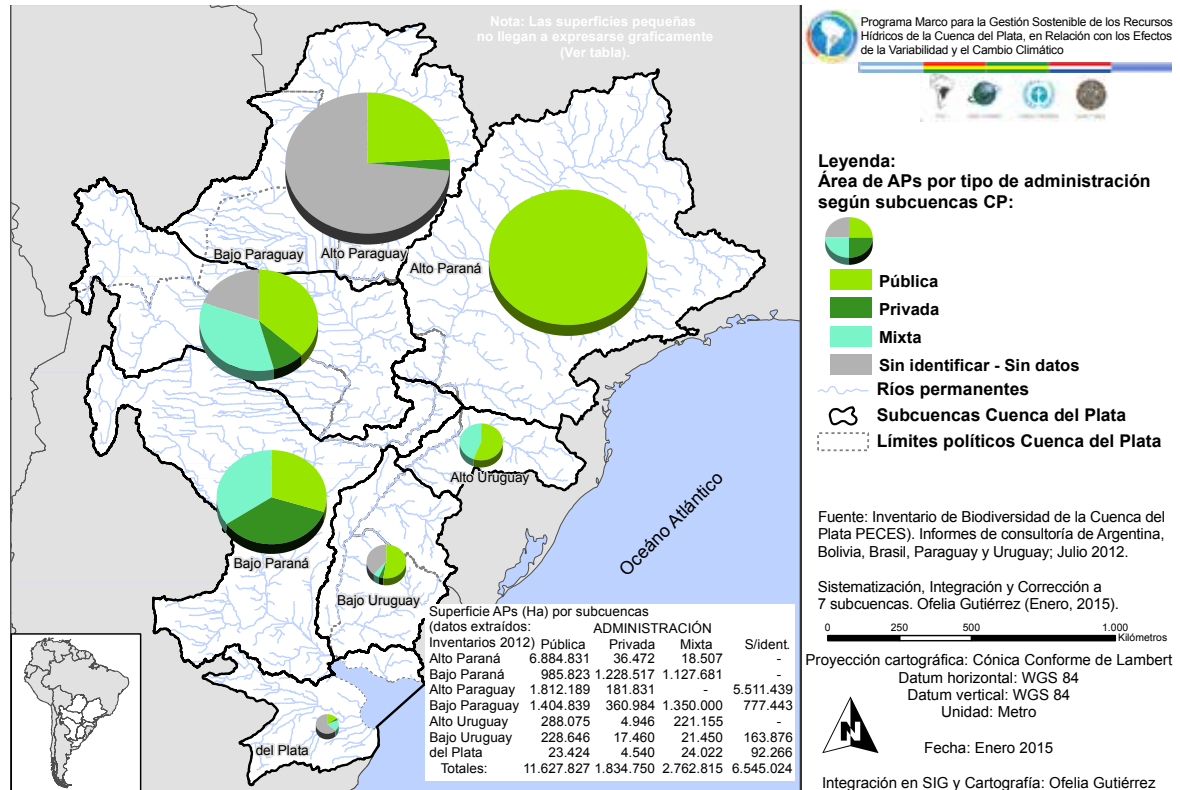 Nota: Las superficies pequeñas
no llegan a expresarse graficamente
(Ver tabla).
Bajo Paraguay
Alto Paraguay
Alto Paraná
Alto Uruguay
Bajo Paraná
Bajo Uruguay
del Plata
Océano Atlántico
Superficie APs (Ha) por subcuencas
(datos extraídos: ADMINISTRACIÓN
Inventarios 2012) Pública Privada Mixta S/ident.
Alto Paraná 6.884.831 36.472 18.507 -
Bajo Paraná 985.823 1.228.517 1.127.681 -
Alto Paraguay 1.812.189 181.831 - 5.511.439
Bajo Paraguay 1.404.839 360.984 1.350.000 777.443
Alto Uruguay 288.075 4.946 221.155 -
Bajo Uruguay 228.646 17.460 21.450 163.876
del Plata 23.424 4.540 24.022 92.266
Totales: 11.627.827 1.834.750 2.762.815 6.545.024
Programa Marco para la Gestión Sostenible de los Recursos
Hídricos de la Cuenca del Plata, en Relación con los Efectos
de la Variabilidad y el Cambio Climático
Leyenda:
Área de APs por tipo de administración
según subcuencas CP:
Pública
Privada
Mixta
Sin identificar - Sin datos
Ríos permanentes
Subcuencas Cuenca del Plata
Límites políticos Cuenca del Plata
Fuente: Inventario de Biodiversidad de la Cuenca del
Plata PECES). Informes de consultoría de Argentina,
Bolivia, Brasil, Paraguay y Uruguay; Julio 2012.
Sistematización, Integración y Corrección a
7 subcuencas. Ofelia Gutiérrez (Enero, 2015).
0 250 500 1.000
Kilómetros
Proyección cartográfica: Cónica Conforme de Lambert
Datum horizontal: WGS 84
Datum vertical: WGS 84
Unidad: Metro
N
Fecha: Enero 2015
Integración en SIG y Cartografía: Ofelia Gutiérrez